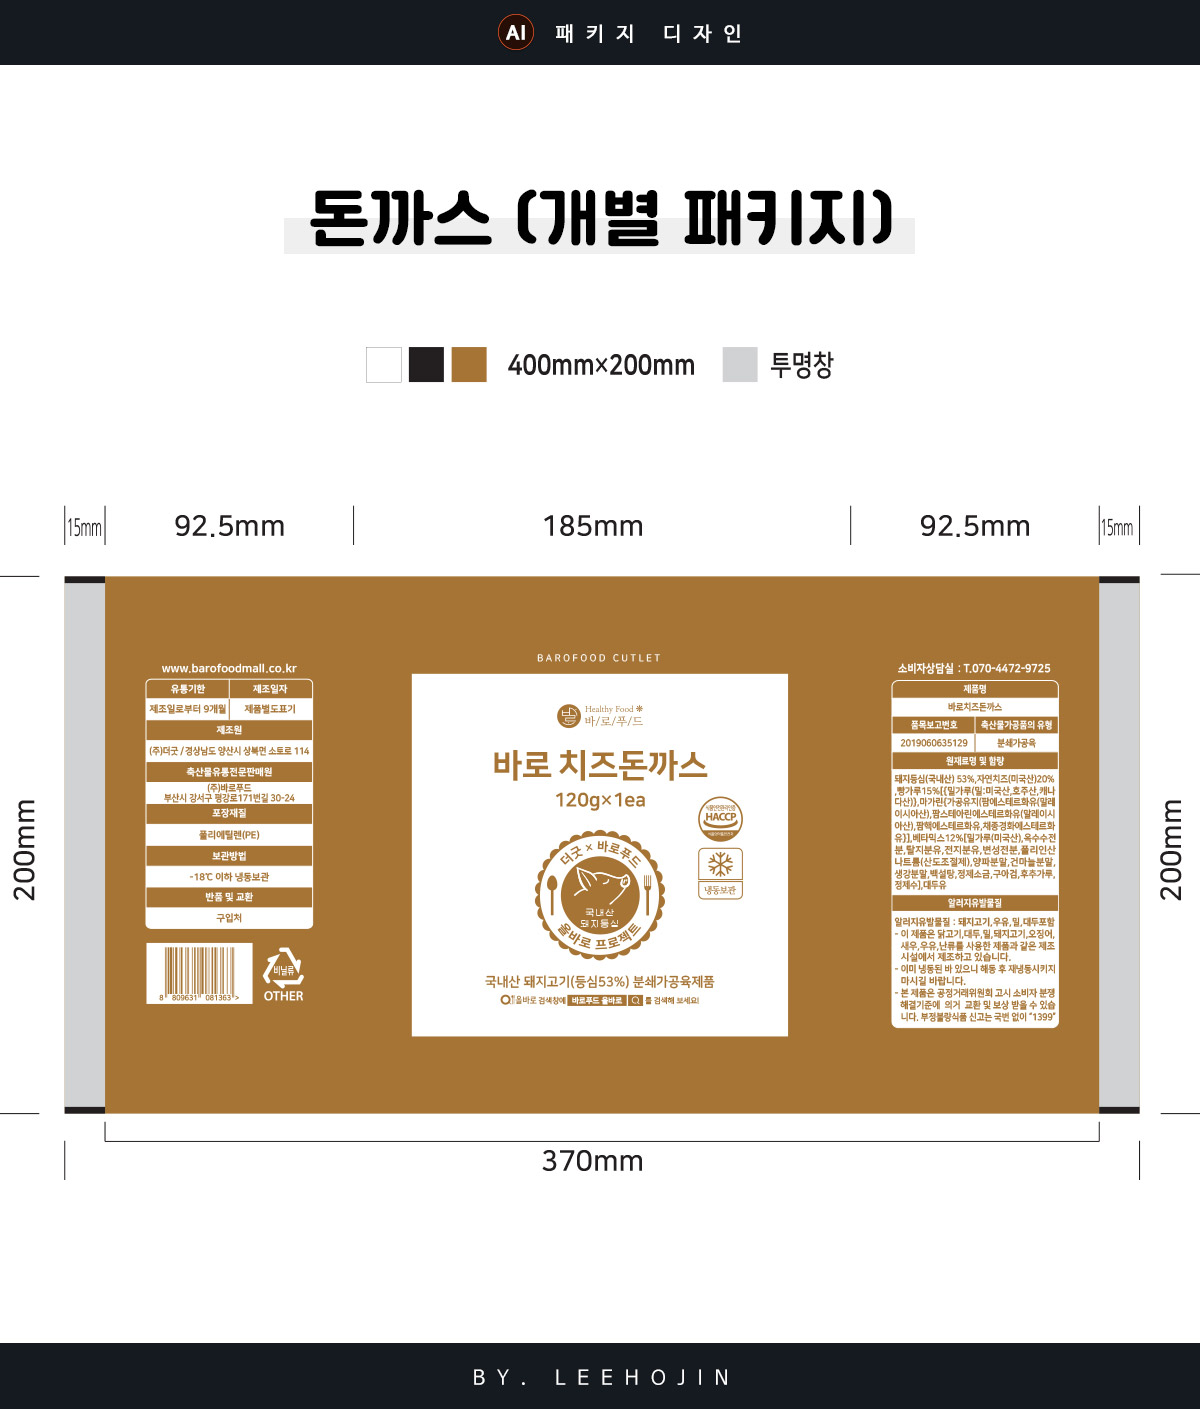 AI 패키지 디자인
돈까스 (개별 패키지)
400mm×200mm 투명창
15mm 92.5mm 185mm 92.5mm 15mm
200mm
200mm
www.barofoodmall.co.kr
유통기한 제조일자
제조일로부터 9개월 제품별도표기
제조원
(주)더굿 / 경상남도 양산시 상북면 소토로 114
축산물유통전문판매원
(주)바로푸드
부산시 강서구 평강로171번길 30-24
포장재질
폴리에틸렌(PE)
보관방법
-18℃ 이하 냉동보관
반품 및 교환
구입처
8 809631 081363 >
비닐류
OTHER
BAROFOOD CUTLET
바로
Healthy Food
바/로/푸/드
바로 치즈돈까스
120g×1ea
HACCP
냉동보관
더굿 × 바로푸드
국내산
돼지등심
올바로 프로젝트
국내산 돼지고기(등심53%) 분쇄가공육제품
올바로 검색창에 바로푸드 올바로 를 검색해 보세요!
소비자상담실 : T.070-4472-9725
제품명
바로치즈돈까스
품목보고번호 축산물가공품의 유형
2019060635129 분쇄가공육
원재료명 및 함량
돼지등심(국내산) 53%,자연치즈(미국산)20%
,빵가루15%[{밀가루(밀:미국산,호주산,캐나
다산)},마가린{가공유지(팜에스테르화유(말레
이시아산),팜스테아린에스테르화유(말레이시
아산),팜핵에스테르화유,채종경화에스테르화
유)}],베타믹스12%[밀가루(미국산),옥수수전
분,탈지분유,전지분유,변성전분,폴리인산
나트륨(산도조절제),양파분말,건마늘분말,
생강분말,백설탕,정제소금,구아검,후추가루,
정제수],대두유
알러지유발물질
알러지유발물질 : 돼지고기,우유,밀,대두포함
- 이 제품은 닭고기,대두,밀,돼지고기,오징어,
새우,우유,난류를 사용한 제품과 같은 제조
시설에서 제조하고 있습니다.
- 이미 냉동된 바 있으니 해동 후 재냉동시키지
마시길 바랍니다.
- 본 제품은 공정거래위원회 고시 소비자 분쟁
해결기준에 의거 교환 및 보상 받을 수 있습
니다. 부정불량식품 신고는 국번 없이 "1399"
370mm
BY. LEEHOJIN